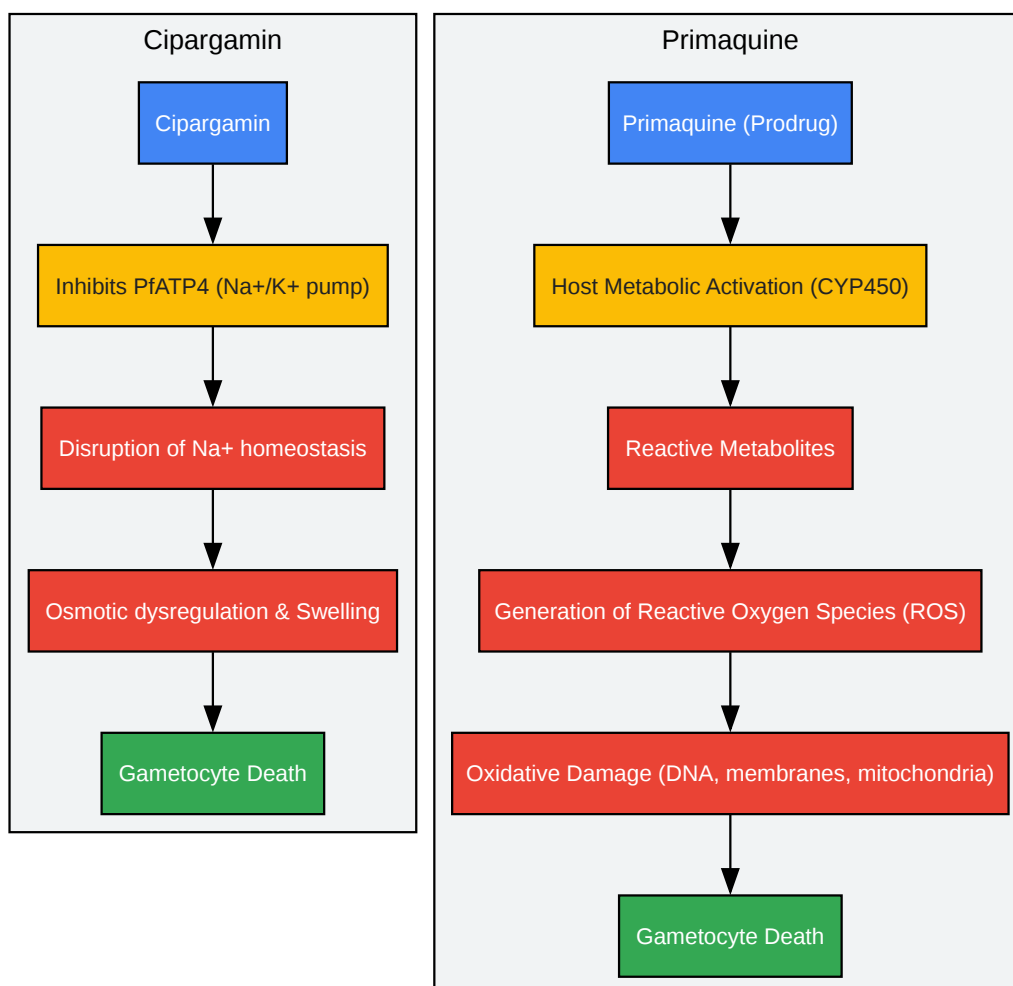 Cipargamin
Cipargamin
Inhibits PfATP4 (Na+/K+ pump)
Disruption of Na+ homeostasis
Osmotic dysregulation & Swelling
Gametocyte Death
Primaquine
Primaquine (Prodrug)
Host Metabolic Activation (CYP450)
Reactive Metabolites
Generation of Reactive Oxygen Species (ROS)
Oxidative Damage (DNA, membranes, mitochondria)
Gametocyte Death